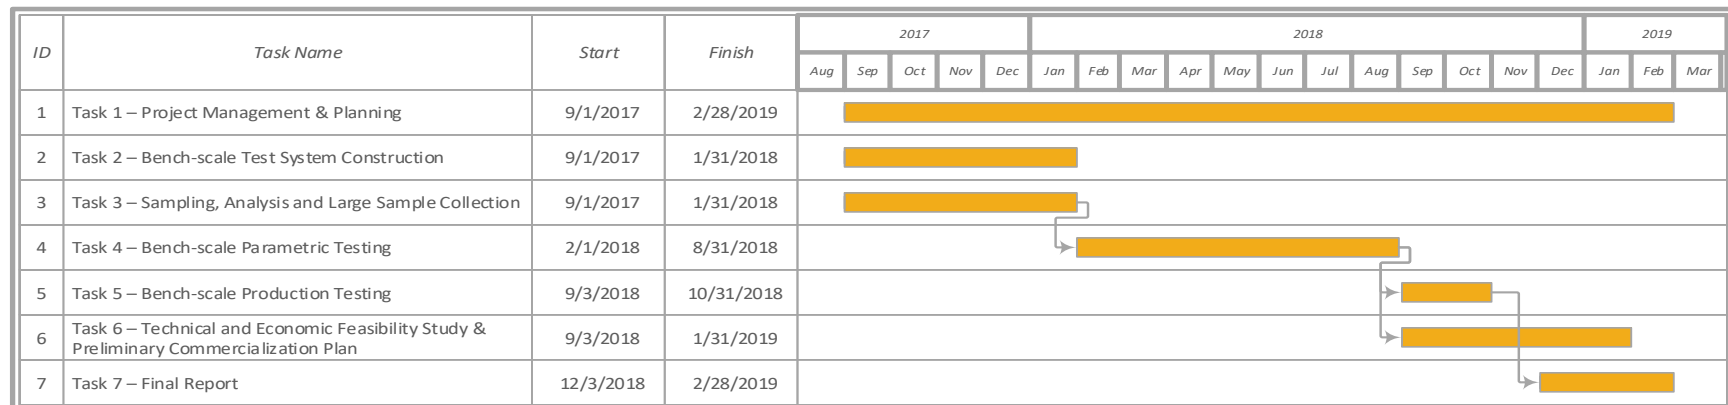 ID Task Name Start Finish 2017 2018 2019
Aug Sep Oct Nov Dec Jan Feb Mar Apr May Jun Jul Aug Sep Oct Nov Dec Jan Feb Mar
1 Task 1 – Project Management & Planning 9/1/2017 2/28/2019
2 Task 2 – Bench-scale Test System Construction 9/1/2017 1/31/2018
3 Task 3 – Sampling, Analysis and Large Sample Collection 9/1/2017 1/31/2018
4 Task 4 – Bench-scale Parametric Testing 2/1/2018 8/31/2018
5 Task 5 – Bench-scale Production Testing 9/3/2018 10/31/2018
6 Task 6 – Technical and Economic Feasibility Study &
Preliminary Commercialization Plan 9/3/2018 1/31/2019
7 Task 7 – Final Report 12/3/2018 2/28/2019